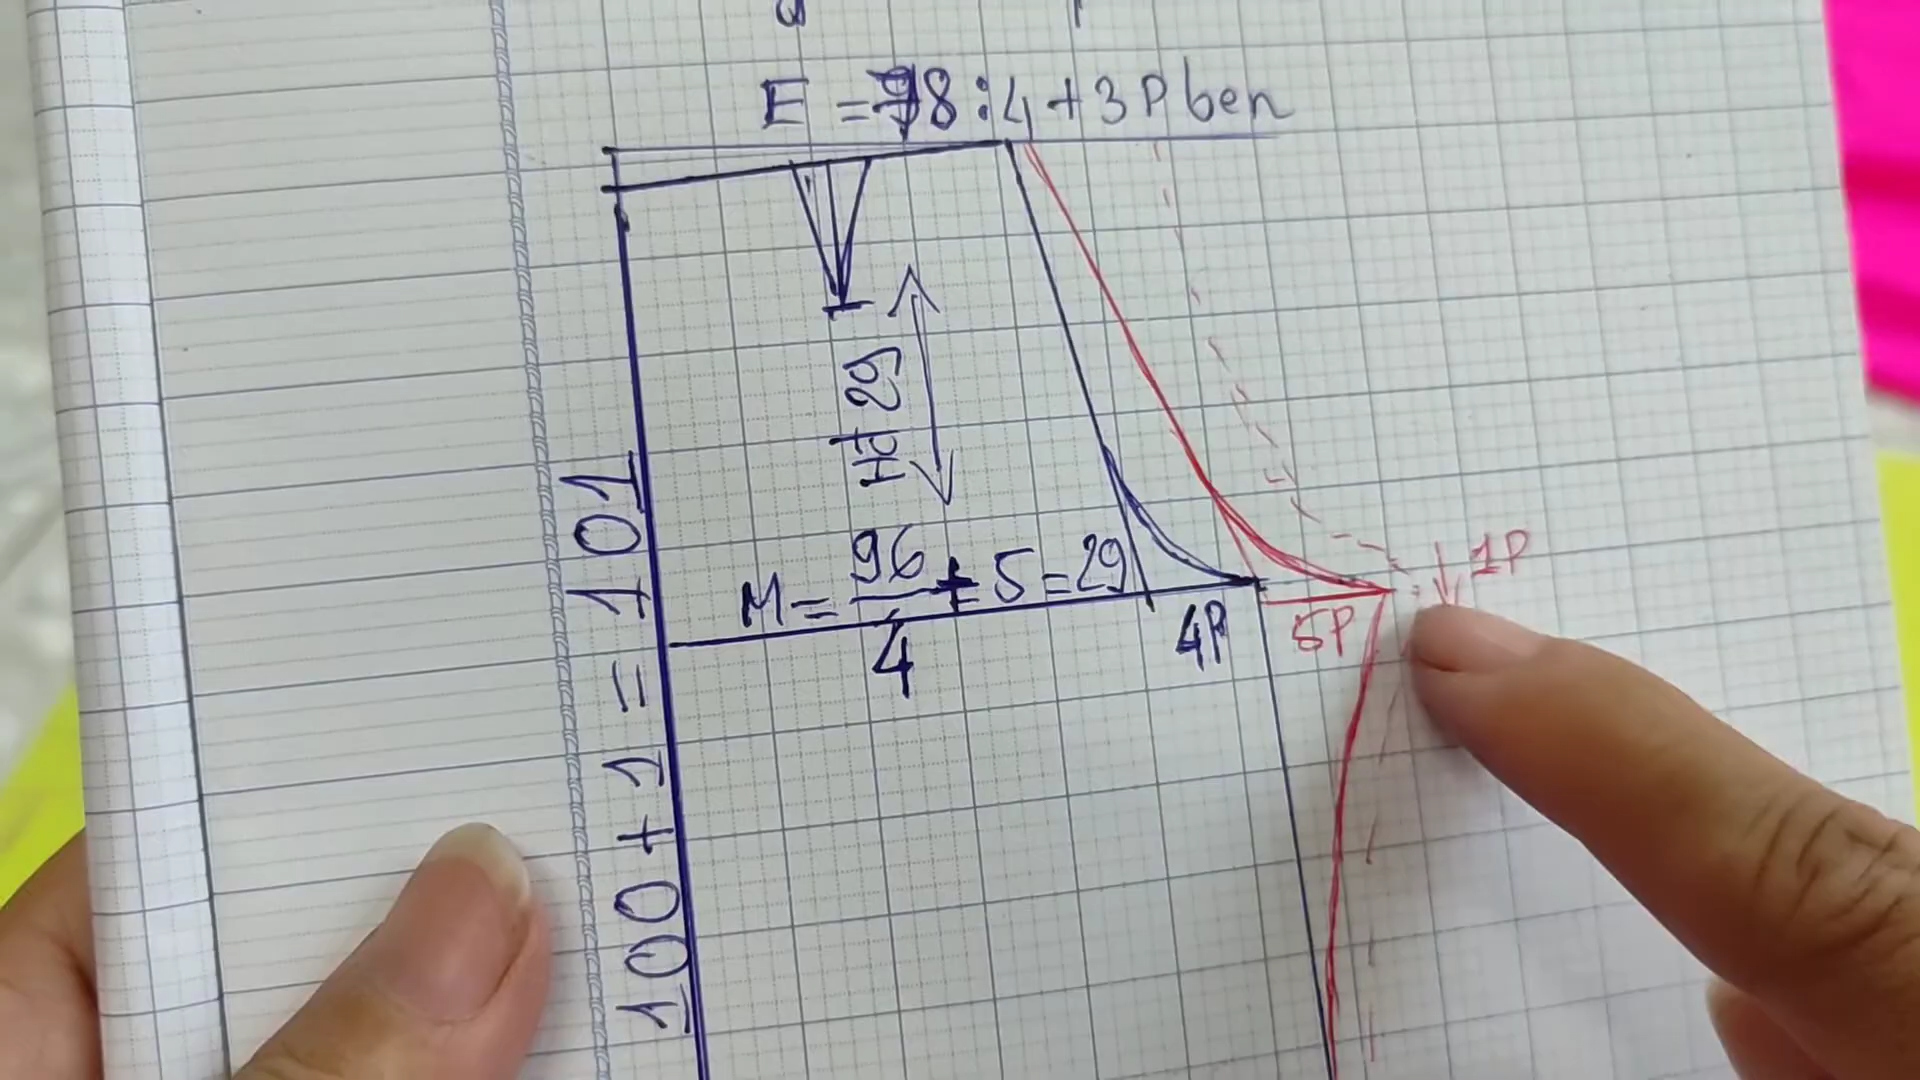 E = 98:4+3P ben
Hd 29
M = 96/4 + 5 = 29
4P
5P
1P
100+1 = 101